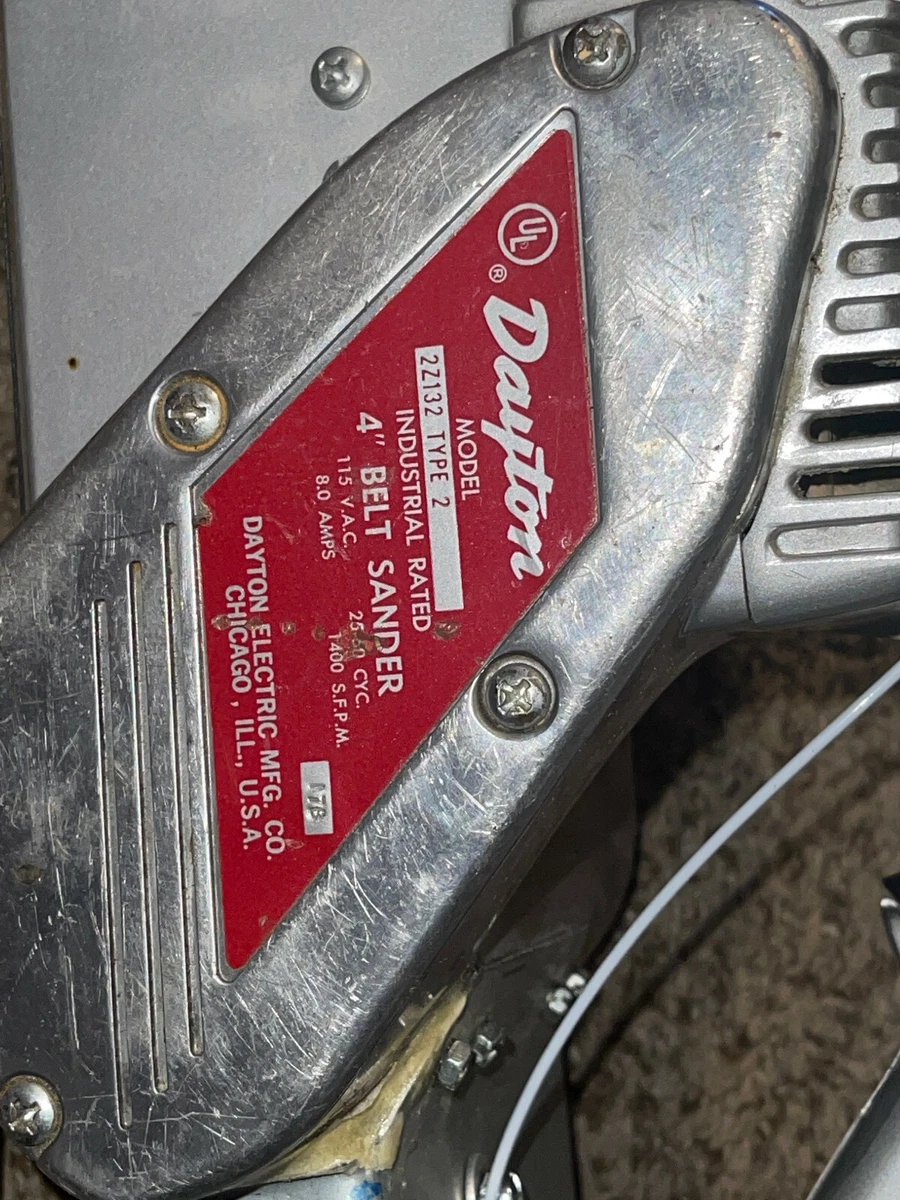 UL
®
Dayton
MODEL
2Z132 TYPE 2
INDUSTRIAL RATED
4" BELT SANDER
115 V.A.C. 25-60 CYC.
8.0 AMPS 1400 S.F.P.M.
DAYTON ELECTRIC MFG. CO.
CHICAGO, ILL., U.S.A.